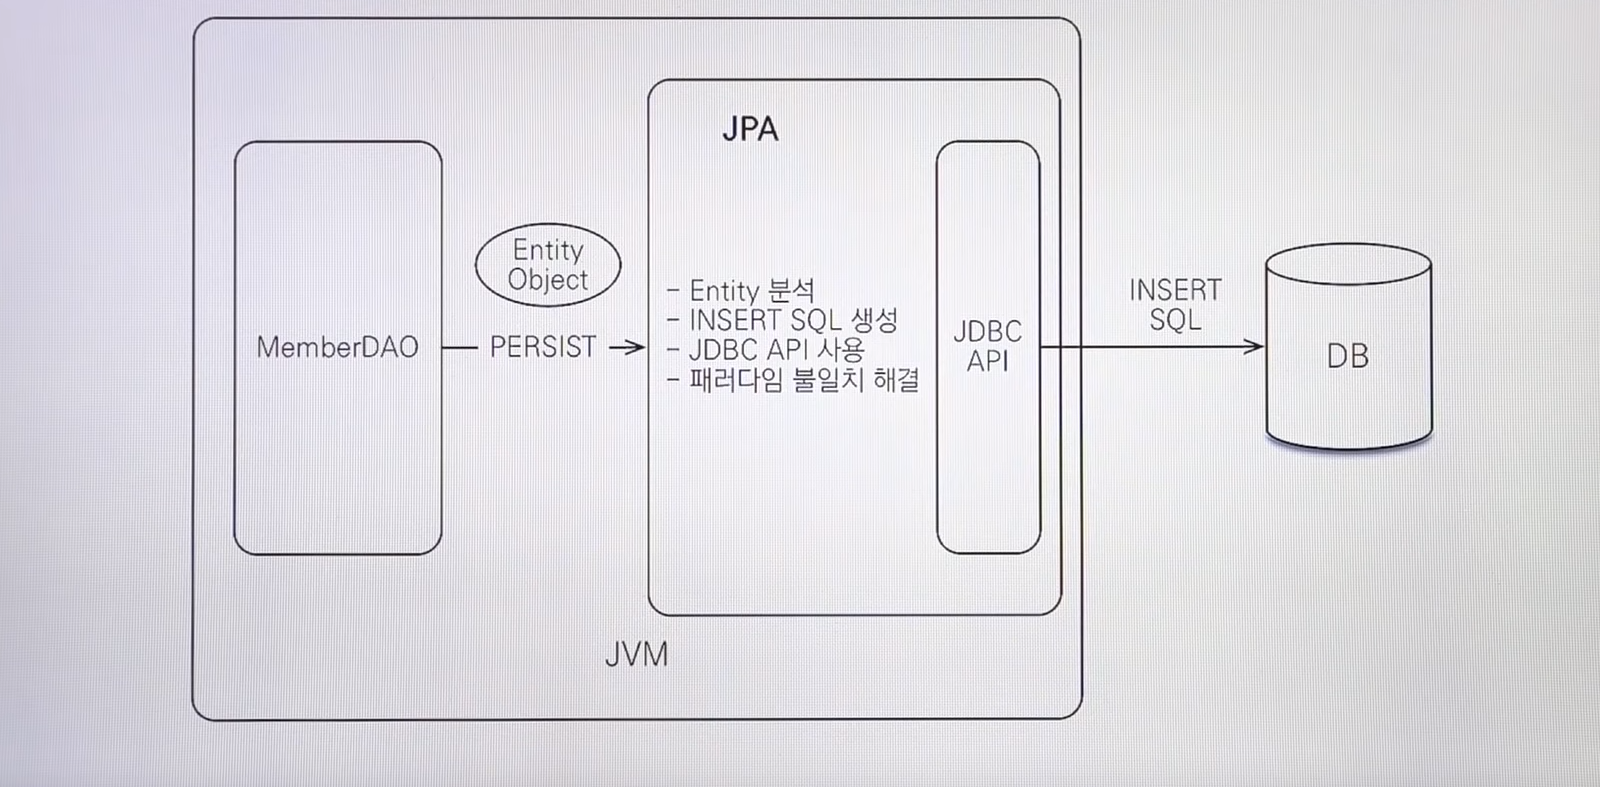 JPA
Entity
Object
MemberDAO
PERSIST
- Entity 분석
- INSERT SQL 생성
- JDBC API 사용
- 패러다임 불일치 해결
JDBC
API
INSERT
SQL
DB
JVM